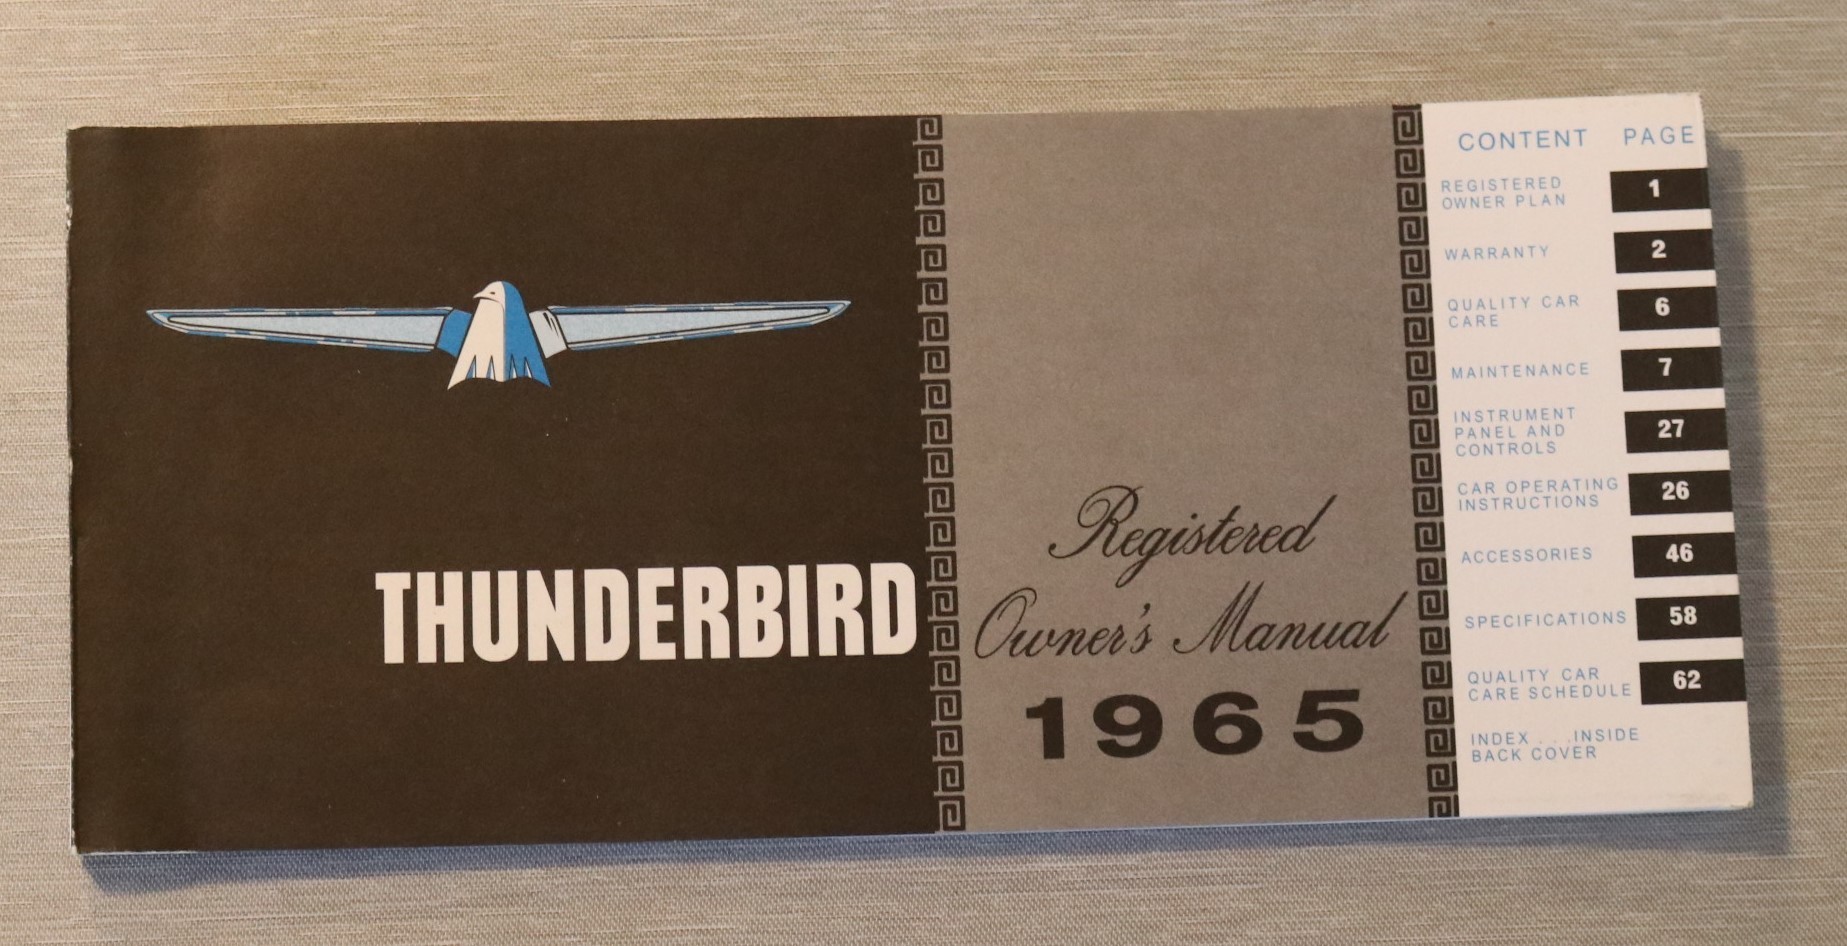 THUNDERBIRD
Registered
Owner's Manual
1965
CONTENT PAGE
REGISTERED
OWNER PLAN 1
WARRANTY 2
QUALITY CAR
CARE 6
MAINTENANCE 7
INSTRUMENT
PANEL AND
CONTROLS 27
CAR OPERATING
INSTRUCTIONS 26
ACCESSORIES 46
SPECIFICATIONS 58
QUALITY CAR
CARE SCHEDULE 62
INDEX . . .INSIDE
BACK COVER